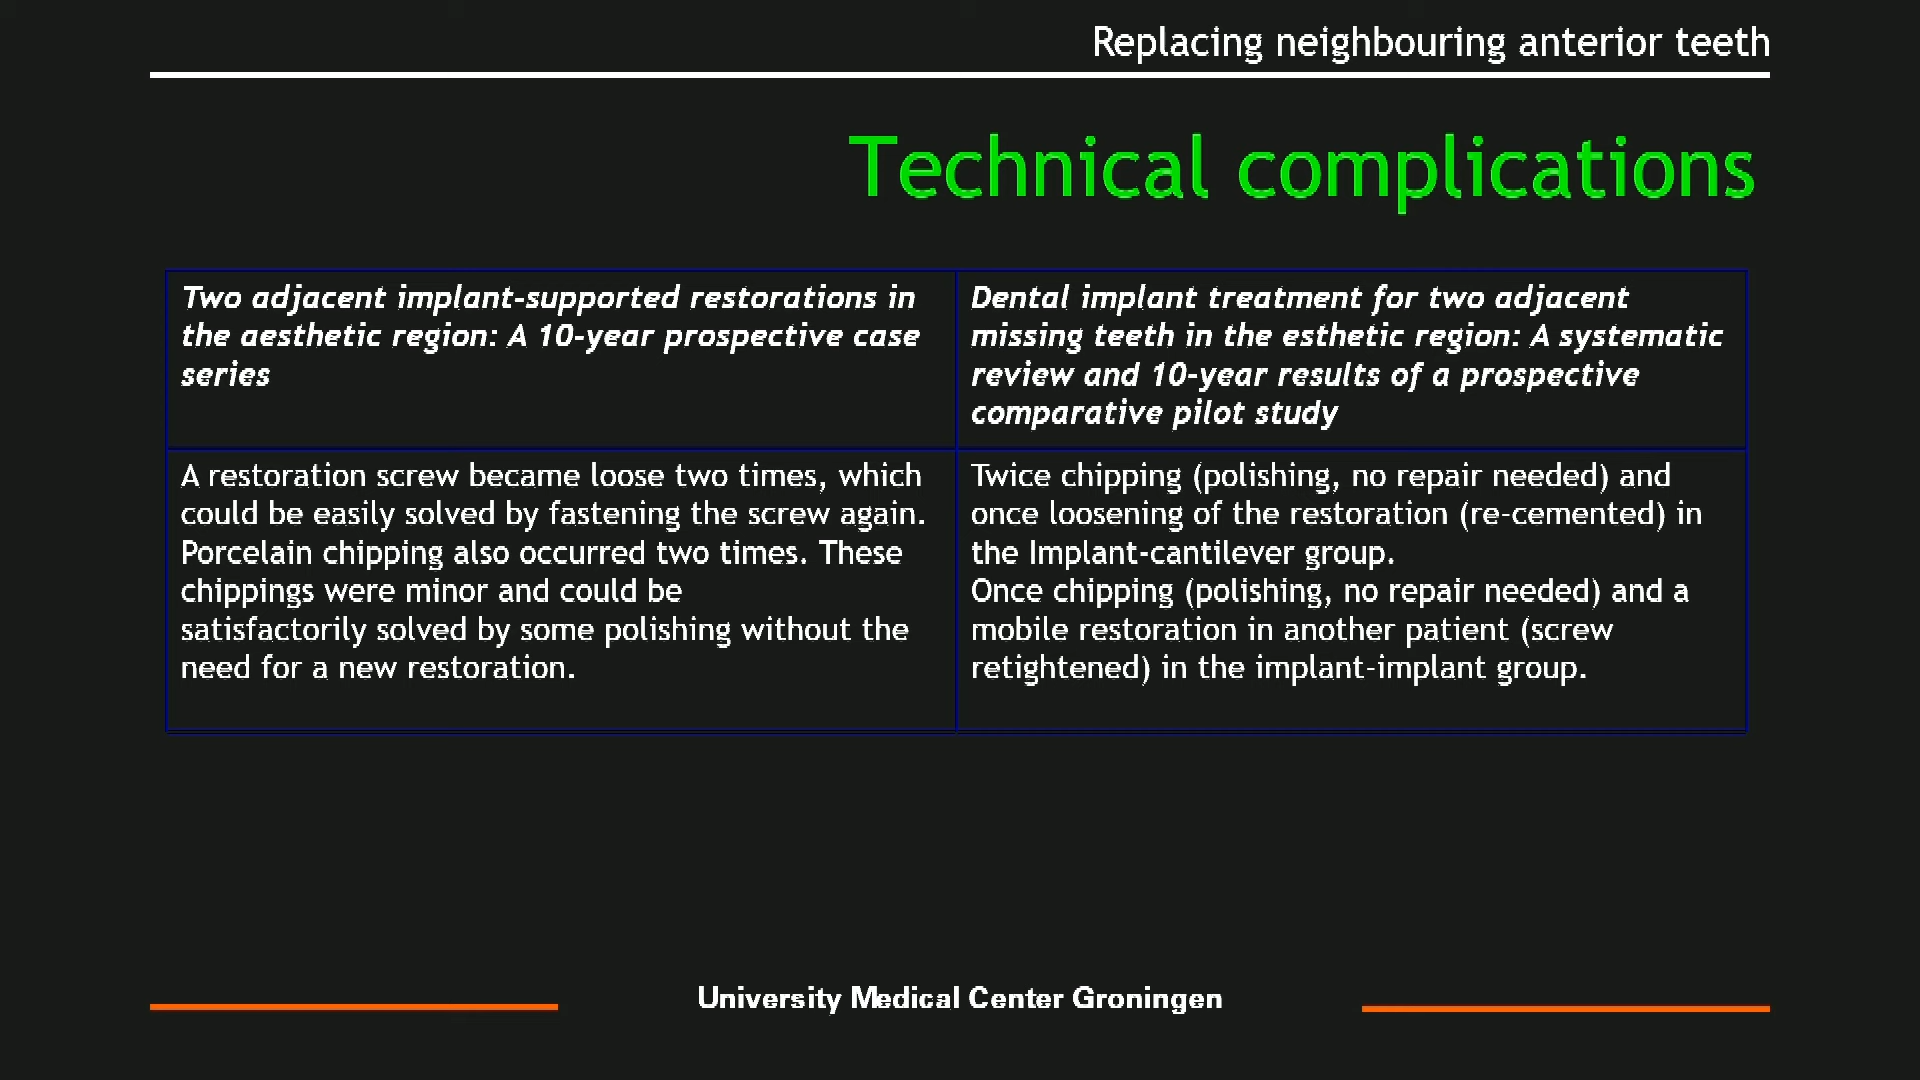 Replacing neighbouring anterior teeth
Technical complications
Two adjacent implant-supported restorations in
the aesthetic region: A 10-year prospective case
series
Dental implant treatment for two adjacent
missing teeth in the esthetic region: A systematic
review and 10-year results of a prospective
comparative pilot study
A restoration screw became loose two times, which
could be easily solved by fastening the screw again.
Porcelain chipping also occurred two times. These
chippings were minor and could be
satisfactorily solved by some polishing without the
need for a new restoration.
Twice chipping (polishing, no repair needed) and
once loosening of the restoration (re-cemented) in
the Implant-cantilever group.
Once chipping (polishing, no repair needed) and a
mobile restoration in another patient (screw
retightened) in the implant-implant group.
University Medical Center Groningen